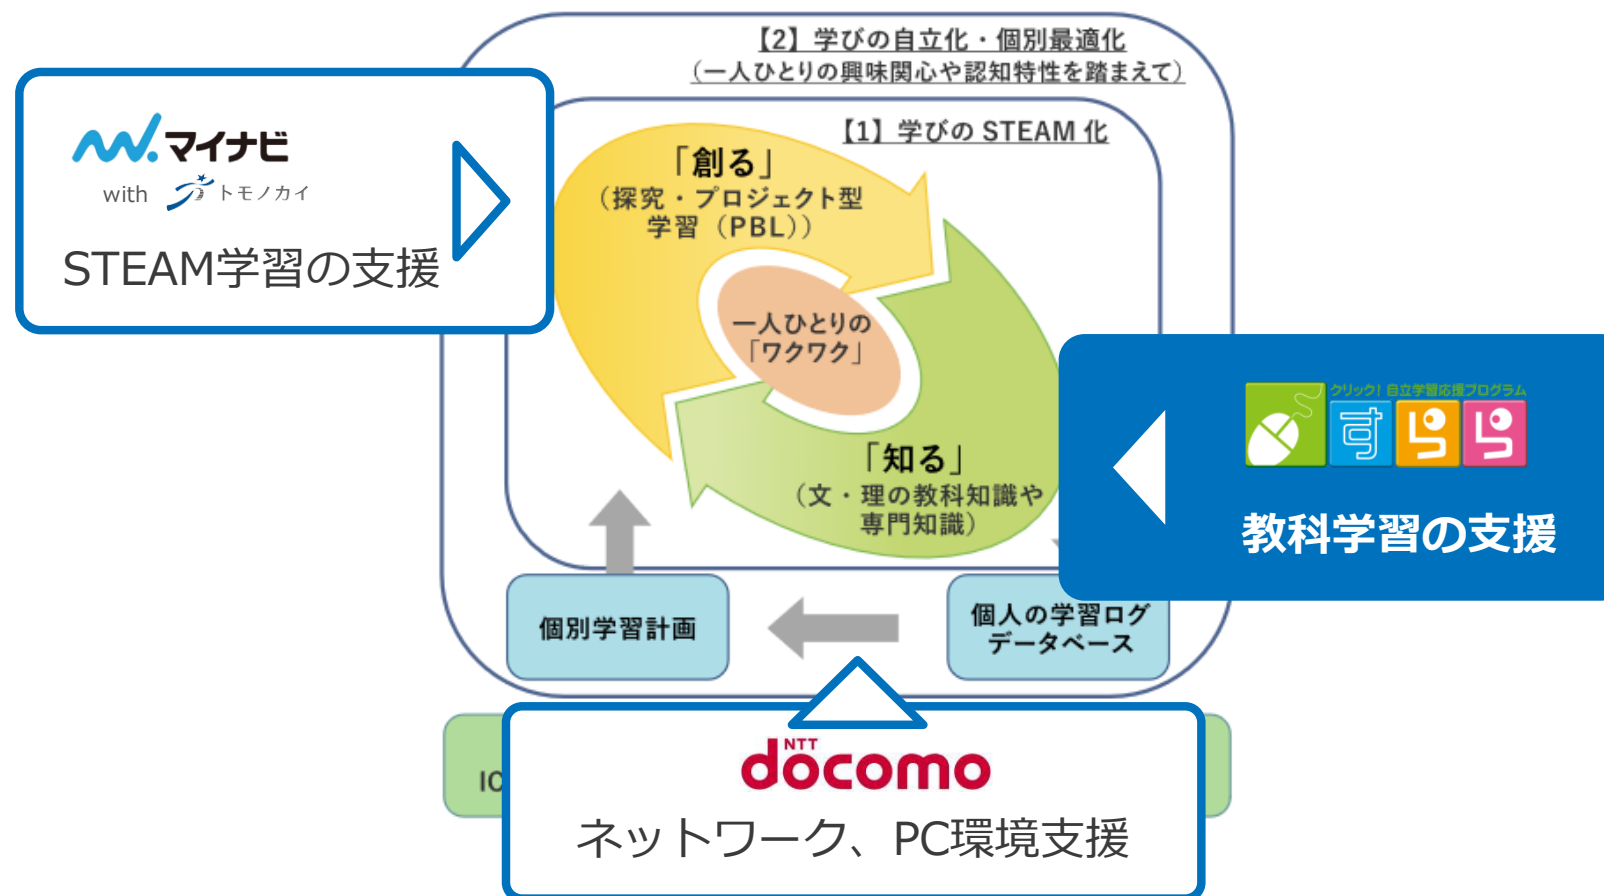 【2】学びの自立化・個別最適化
（一人ひとりの興味関心や認知特性を踏まえて）
【1】学びの STEAM 化
マイナビ
with トモノカイ
STEAM学習の支援
「創る」
（探究・プロジェクト型
学習（PBL））
一人ひとりの
「ワクワク」
「知る」
（文・理の教科知識や
専門知識）
クリック！自立学習応援プログラム
すらら
教科学習の支援
個別学習計画
個人の学習ログ
データベース
IC
NTT
docomo
ネットワーク、PC環境支援